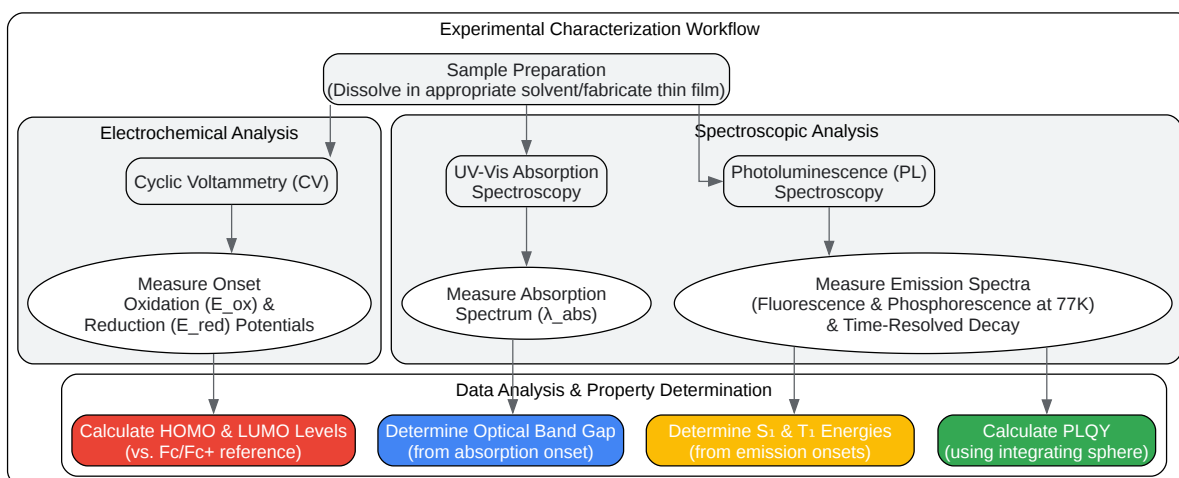 Experimental Characterization Workflow
Sample Preparation
(Dissolve in appropriate solvent/fabricate thin film)
Electrochemical Analysis
Spectroscopic Analysis
Cyclic Voltammetry (CV)
UV-Vis Absorption
Spectroscopy
Photoluminescence (PL)
Spectroscopy
Measure Onset
Oxidation (E_ox) &
Reduction (E_red) Potentials
Measure Absorption
Spectrum (λ_abs)
Measure Emission Spectra
(Fluorescence & Phosphorescence at 77K)
& Time-Resolved Decay
Data Analysis & Property Determination
Calculate HOMO & LUMO Levels
(vs. Fc/Fc+ reference)
Determine Optical Band Gap
(from absorption onset)
Determine S₁ & T₁ Energies
(from emission onsets)
Calculate PLQY
(using integrating sphere)